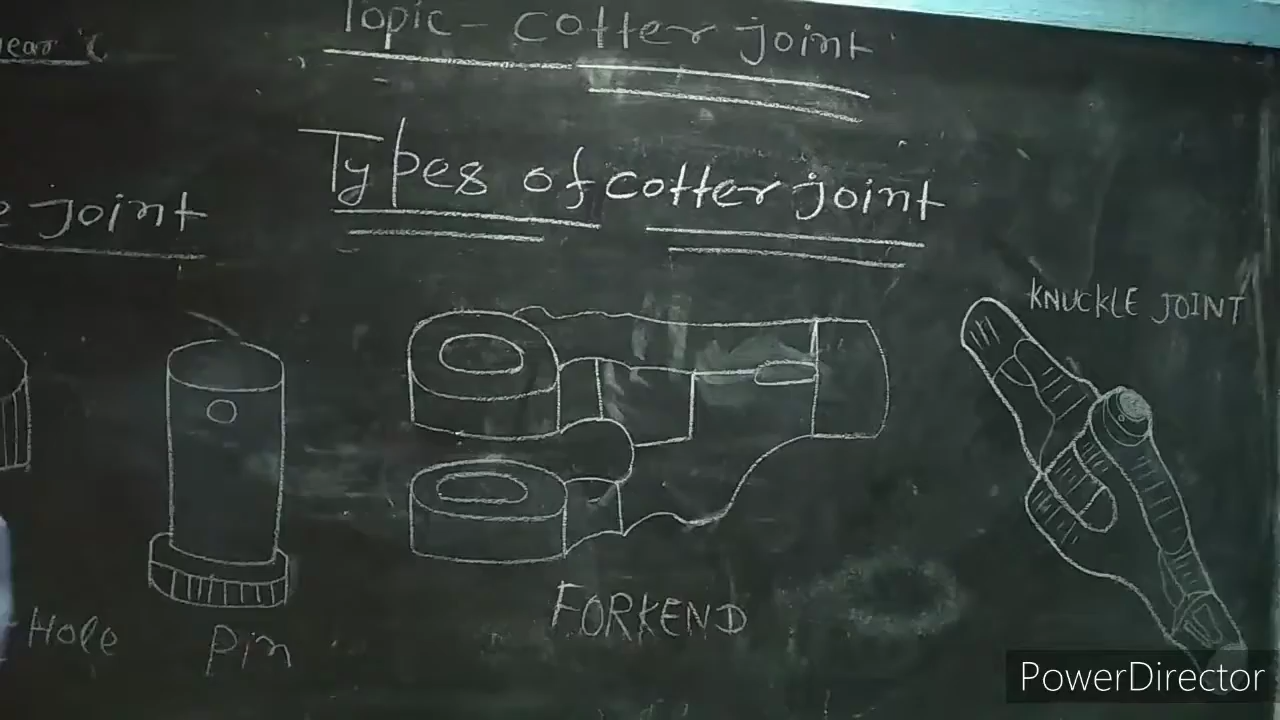 Topic - Cotter joint
Types of cotter joint
joint
KNUCKLE JOINT
Hole
Pin
FORKEND
PowerDirector